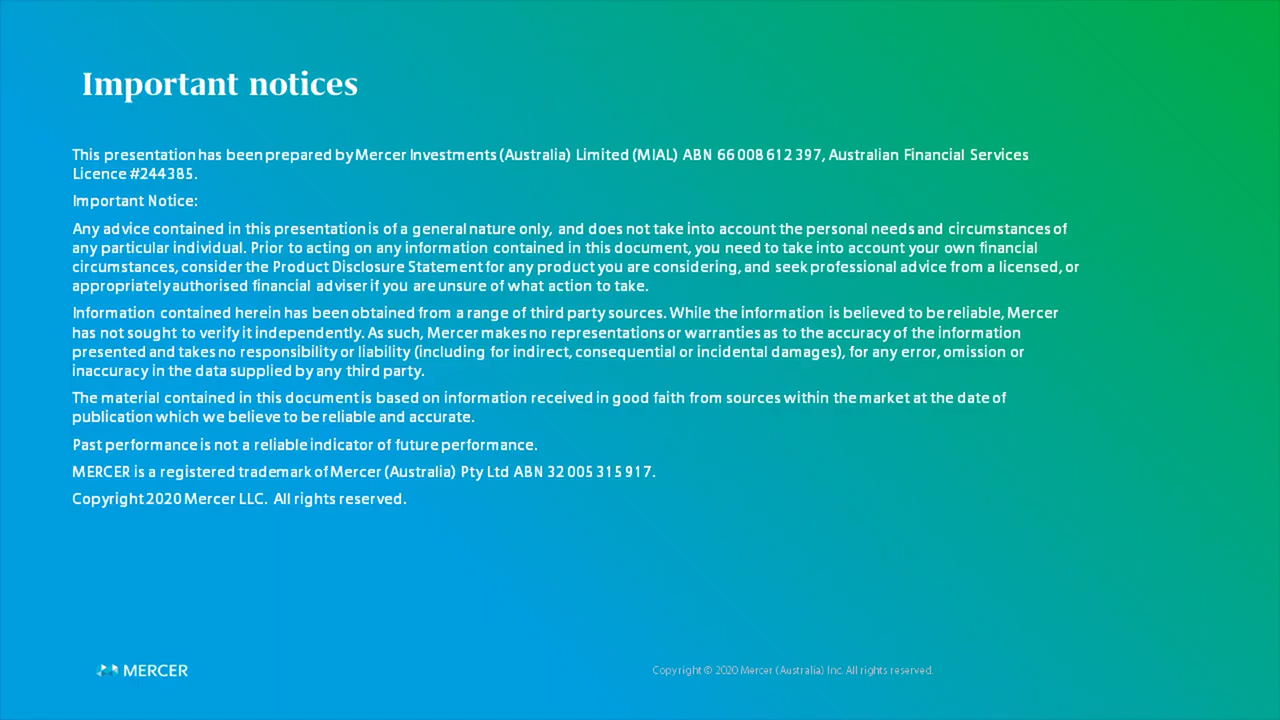 Important notices
This presentation has been prepared by Mercer Investments (Australia) Limited (MIAL) ABN 66 008 612 397, Australian Financial Services
Licence #244385.
Important Notice:
Any advice contained in this presentation is of a general nature only, and does not take into account the personal needs and circumstances of
any particular individual. Prior to acting on any information contained in this document, you need to take into account your own financial
circumstances, consider the Product Disclosure Statement for any product you are considering, and seek professional advice from a licensed, or
appropriately authorised financial adviser if you are unsure of what action to take.
Information contained herein has been obtained from a range of third party sources. While the information is believed to be reliable, Mercer
has not sought to verify it independently. As such, Mercer makes no representations or warranties as to the accuracy of the information
presented and takes no responsibility or liability (including for indirect, consequential or incidental damages), for any error, omission or
inaccuracy in the data supplied by any third party.
The material contained in this document is based on information received in good faith from sources within the market at the date of
publication which we believe to be reliable and accurate.
Past performance is not a reliable indicator of future performance.
MERCER is a registered trademark of Mercer (Australia) Pty Ltd ABN 32 005 315 917.
Copyright 2020 Mercer LLC. All rights reserved.
MERCER
Copyright © 2020 Mercer (Australia) Inc. All rights reserved.